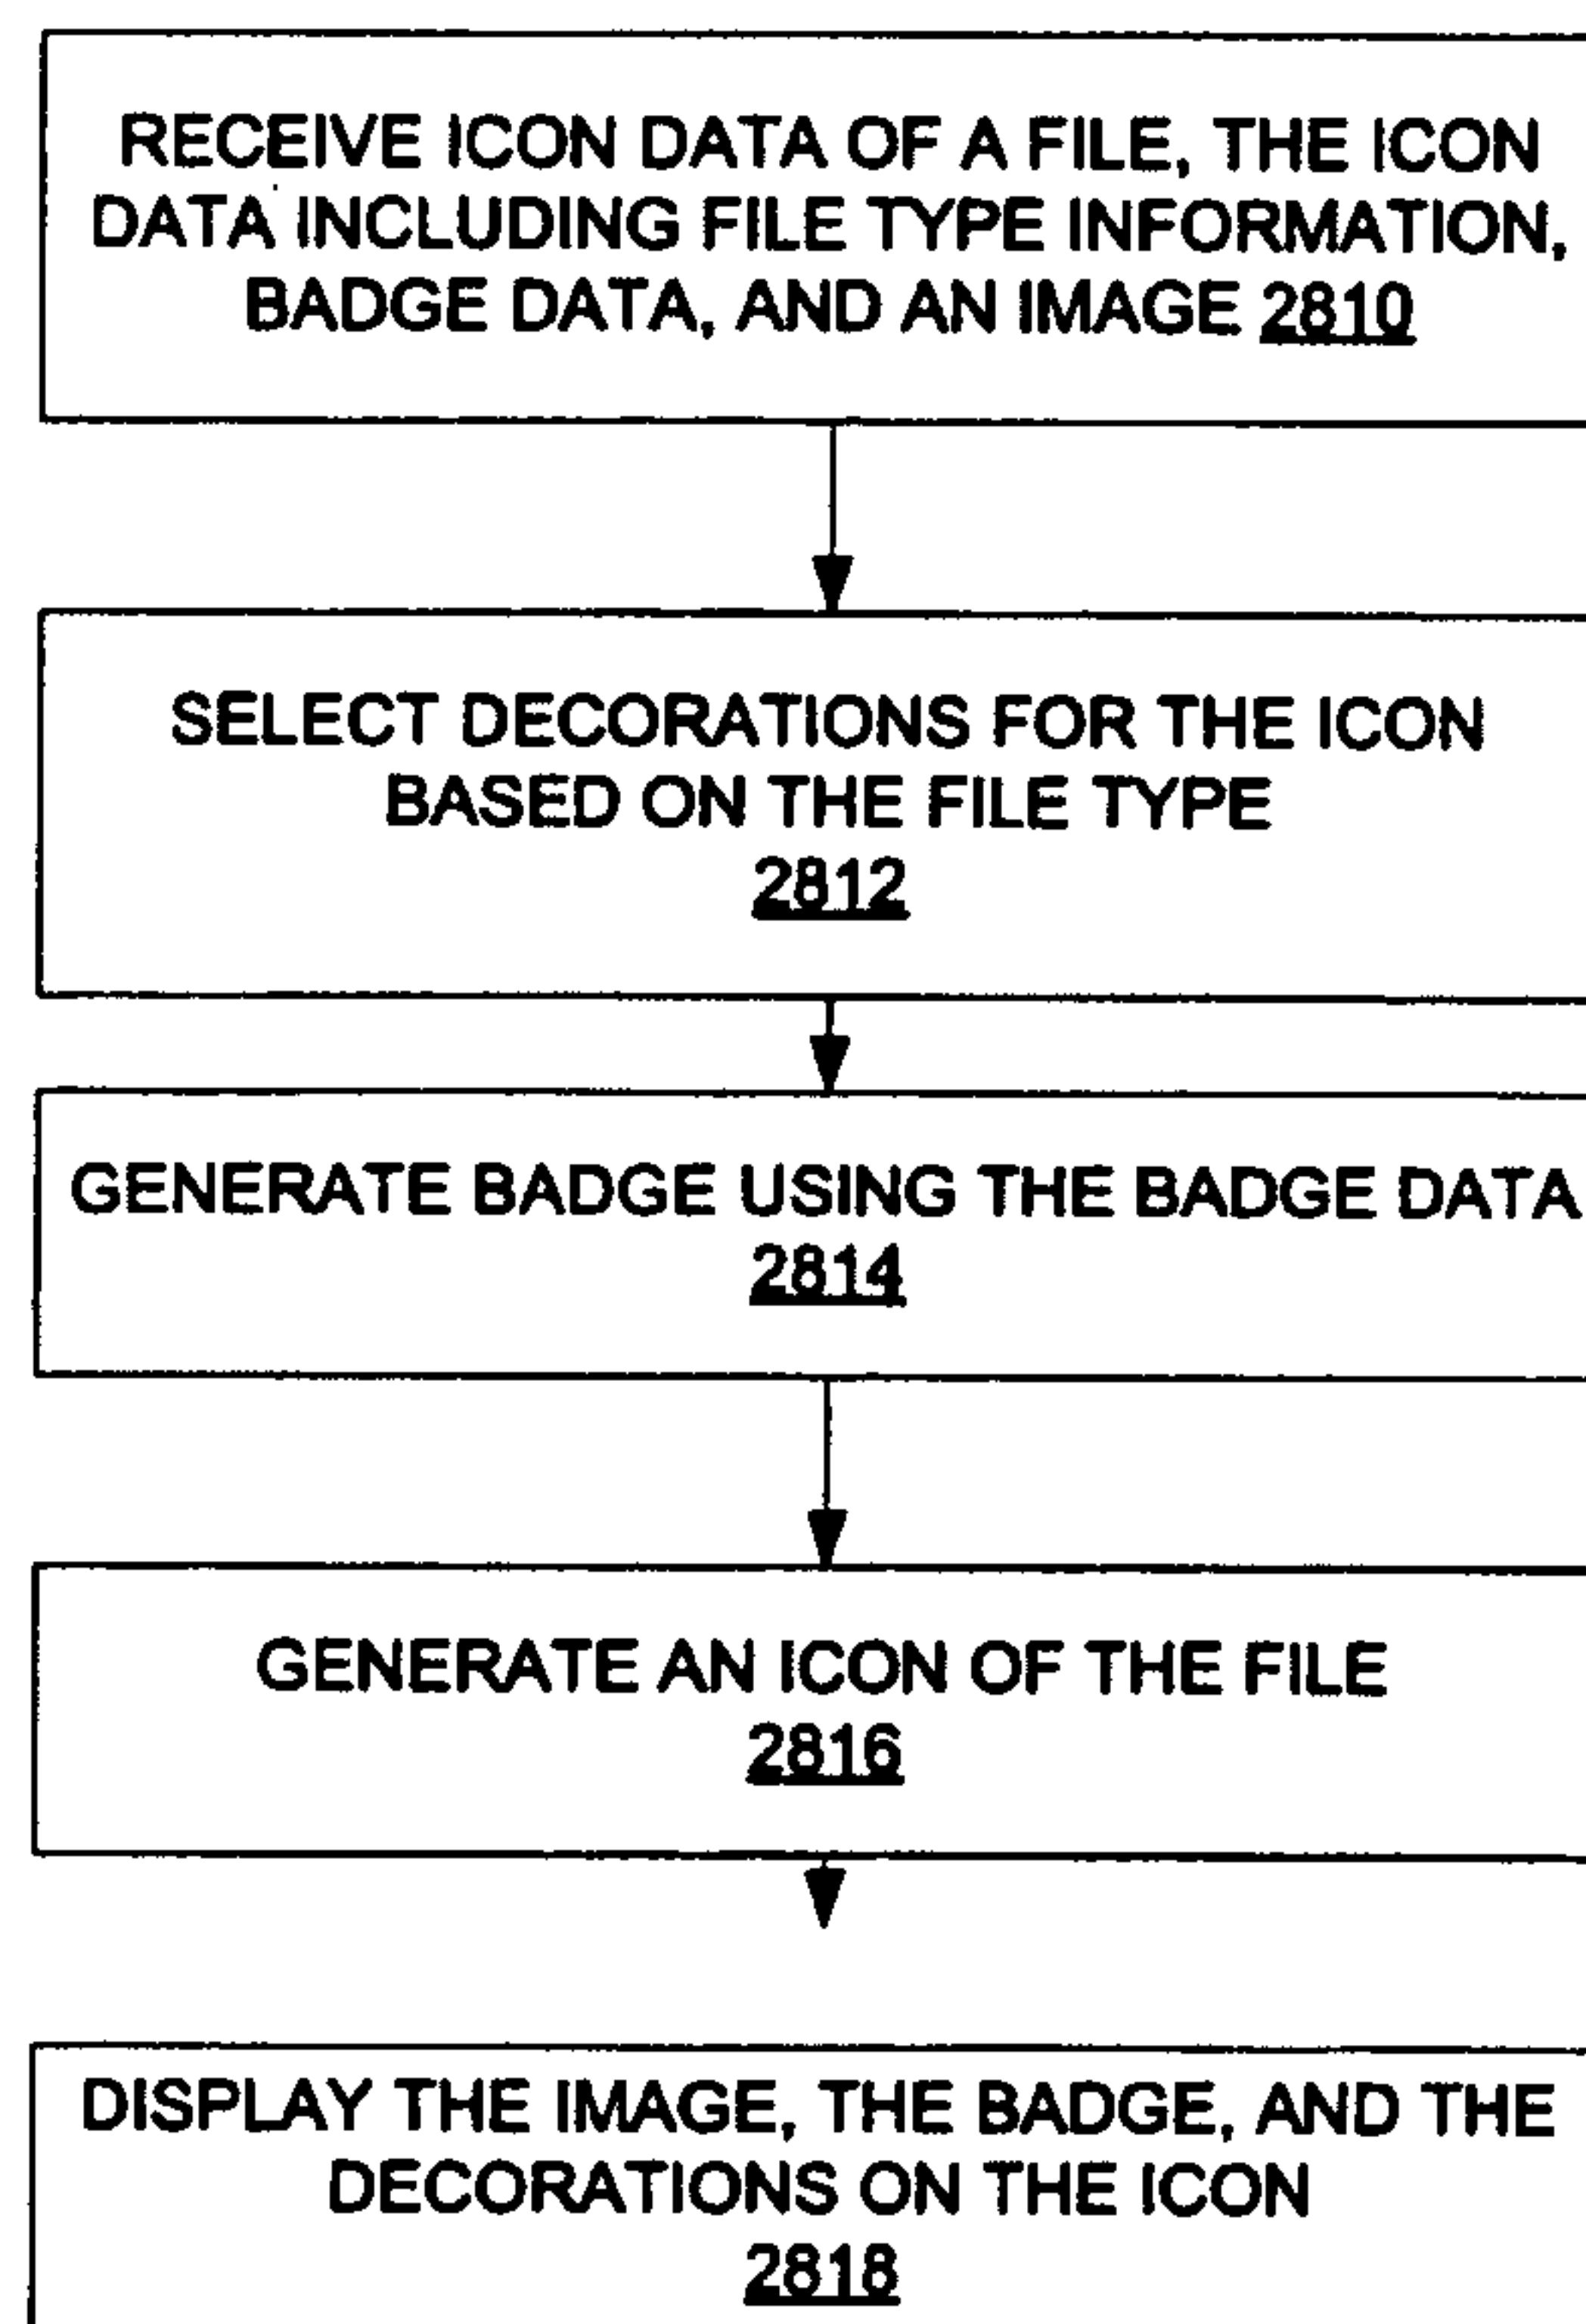 RECEIVE ICON DATA OF A FILE, THE ICON
DATA INCLUDING FILE TYPE INFORMATION,
BADGE DATA, AND AN IMAGE 2810
SELECT DECORATIONS FOR THE ICON
BASED ON THE FILE TYPE
2812
GENERATE BADGE USING THE BADGE DATA
2814
GENERATE AN ICON OF THE FILE
2816
DISPLAY THE IMAGE, THE BADGE, AND THE
DECORATIONS ON THE ICON
2818